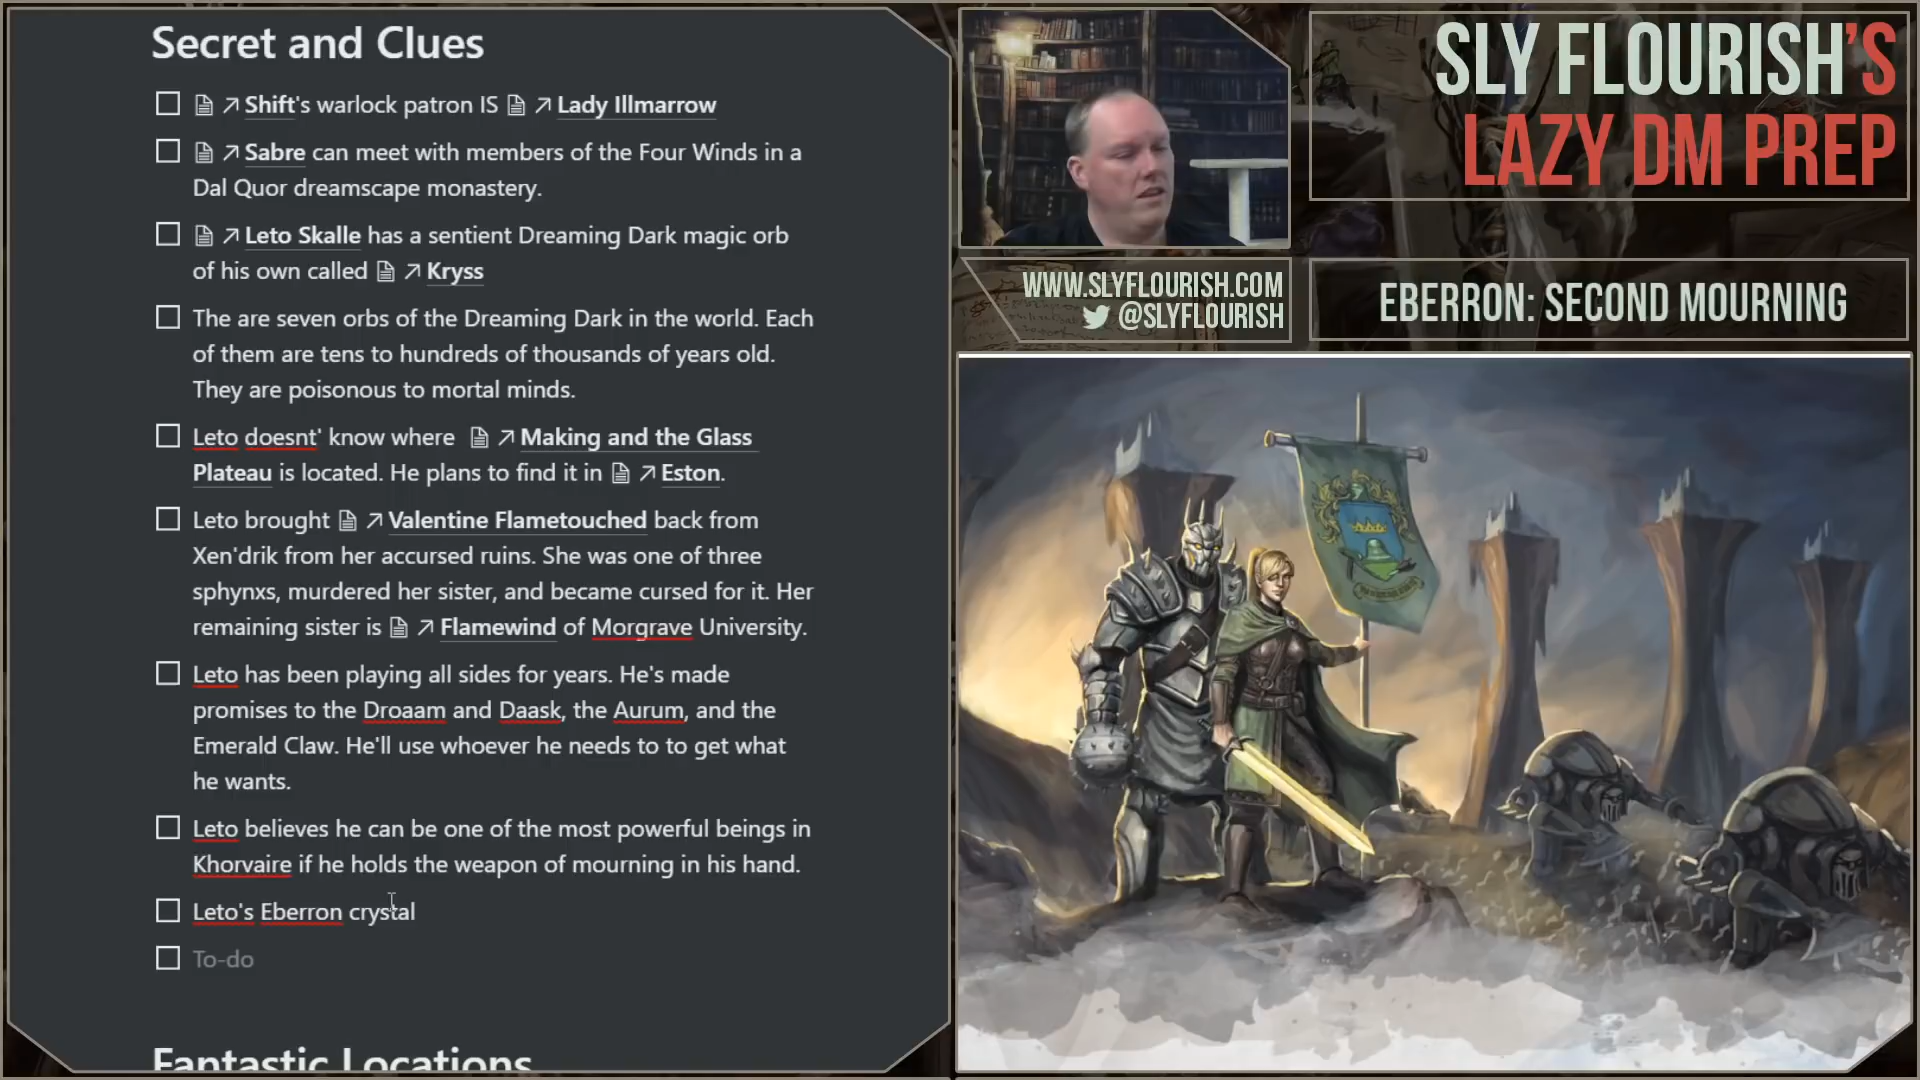 Secret and Clues
Shift's warlock patron IS Lady Illmarrow
Sabre can meet with members of the Four Winds in a
Dal Quor dreamscape monastery.
Leto Skalle has a sentient Dreaming Dark magic orb
of his own called Kryss
The are seven orbs of the Dreaming Dark in the world. Each
of them are tens to hundreds of thousands of years old.
They are poisonous to mortal minds.
Leto doesnt' know where Making and the Glass
Plateau is located. He plans to find it in Eston.
Leto brought Valentine Flametouched back from
Xen'drik from her accursed ruins. She was one of three
sphynxs, murdered her sister, and became cursed for it. Her
remaining sister is Flamewind of Morgrave University.
Leto has been playing all sides for years. He's made
promises to the Droaam and Daask, the Aurum, and the
Emerald Claw. He'll use whoever he needs to to get what
he wants.
Leto believes he can be one of the most powerful beings in
Khorvaire if he holds the weapon of mourning in his hand.
Leto's Eberron crystal
To-do
Fantastic Locations
SLY FLOURISH'S
LAZY DM PREP
WWW.SLYFLOURISH.COM
@SLYFLOURISH
EBERRON: SECOND MOURNING